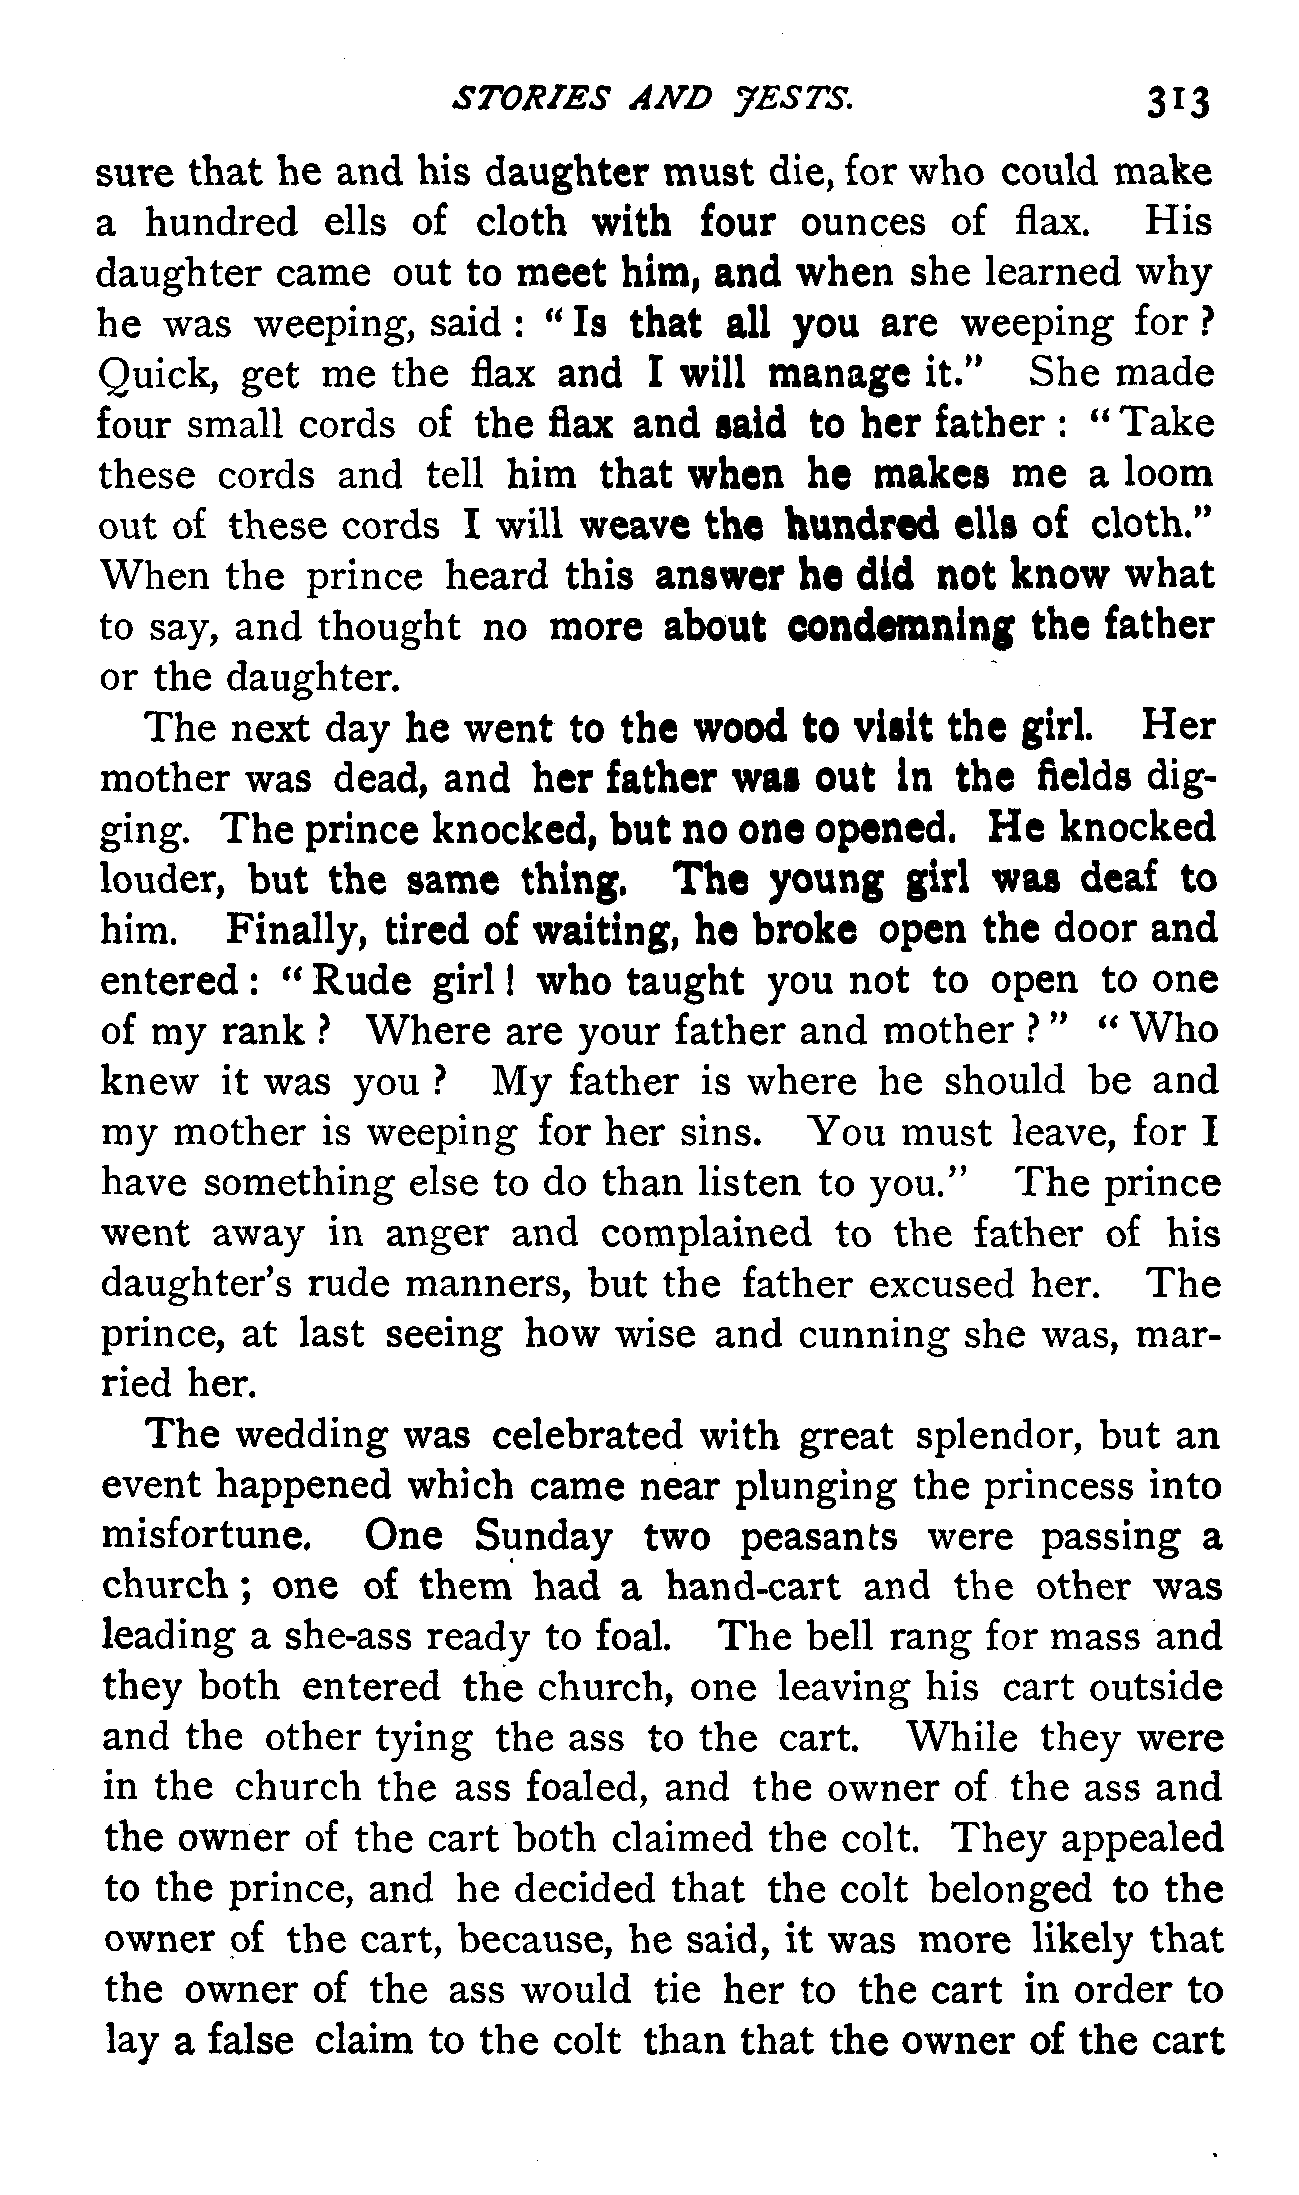 STORIES AND JESTS. 313
sure that he and his daughter must die, for who could make
a hundred ells of cloth with four ounces of flax. His
daughter came out to meet him, and when she learned why
he was weeping, said : “ Is that all you are weeping for ?
Quick, get me the flax and I will manage it.” She made
four small cords of the flax and said to her father : “ Take
these cords and tell him that when he makes me a loom
out of these cords I will weave the hundred ells of cloth.”
When the prince heard this answer he did not know what
to say, and thought no more about condemning the father
or the daughter.
The next day he went to the wood to visit the girl. Her
mother was dead, and her father was out in the fields dig-
ging. The prince knocked, but no one opened. He knocked
louder, but the same thing. The young girl was deaf to
him. Finally, tired of waiting, he broke open the door and
entered : “ Rude girl ! who taught you not to open to one
of my rank ? Where are your father and mother ? ” “ Who
knew it was you ? My father is where he should be and
my mother is weeping for her sins. You must leave, for I
have something else to do than listen to you.” The prince
went away in anger and complained to the father of his
daughter’s rude manners, but the father excused her. The
prince, at last seeing how wise and cunning she was, mar-
ried her.
The wedding was celebrated with great splendor, but an
event happened which came near plunging the princess into
misfortune. One Sunday two peasants were passing a
church ; one of them had a hand-cart and the other was
leading a she-ass ready to foal. The bell rang for mass and
they both entered the church, one leaving his cart outside
and the other tying the ass to the cart. While they were
in the church the ass foaled, and the owner of the ass and
the owner of the cart both claimed the colt. They appealed
to the prince, and he decided that the colt belonged to the
owner of the cart, because, he said, it was more likely that
the owner of the ass would tie her to the cart in order to
lay a false claim to the colt than that the owner of the cart